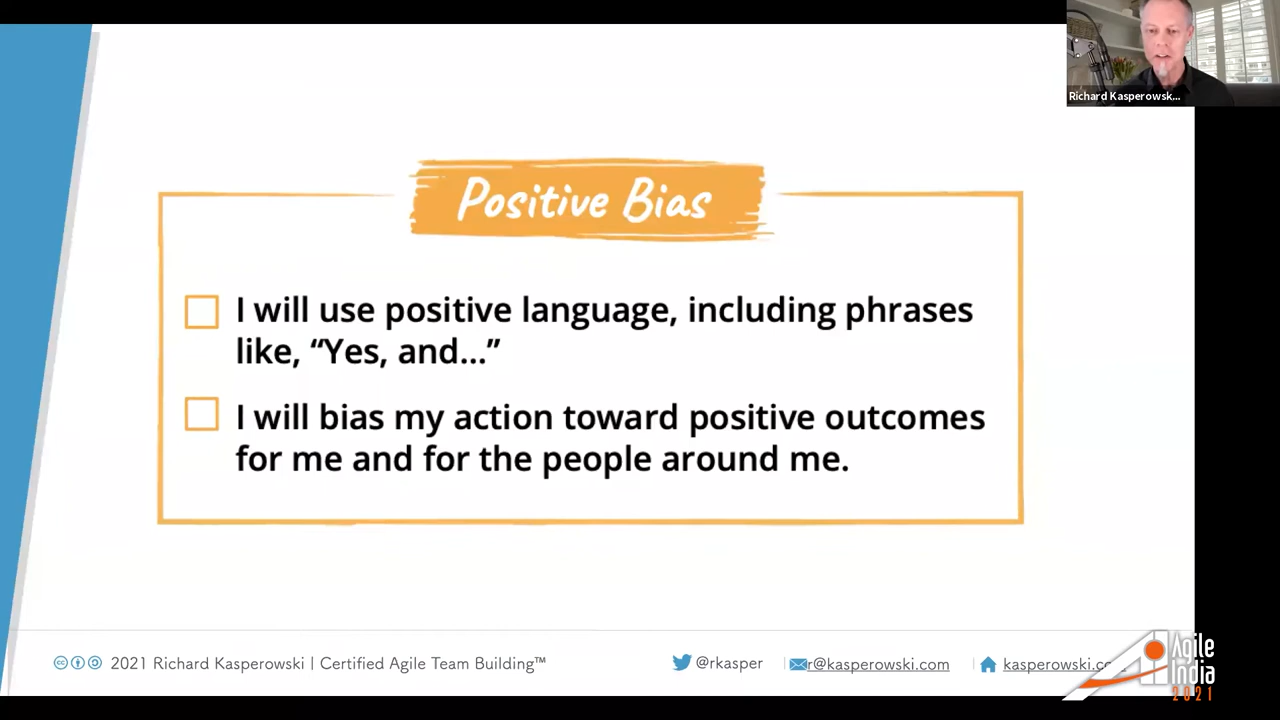 Richard Kasperowsk...
Positive Bias
I will use positive language, including phrases
like, “Yes, and...”
I will bias my action toward positive outcomes
for me and for the people around me.
2021 Richard Kasperowski | Certified Agile Team Building™
@rkasper
r@kasperowski.com
kasperowski.co
Agile
India
2021